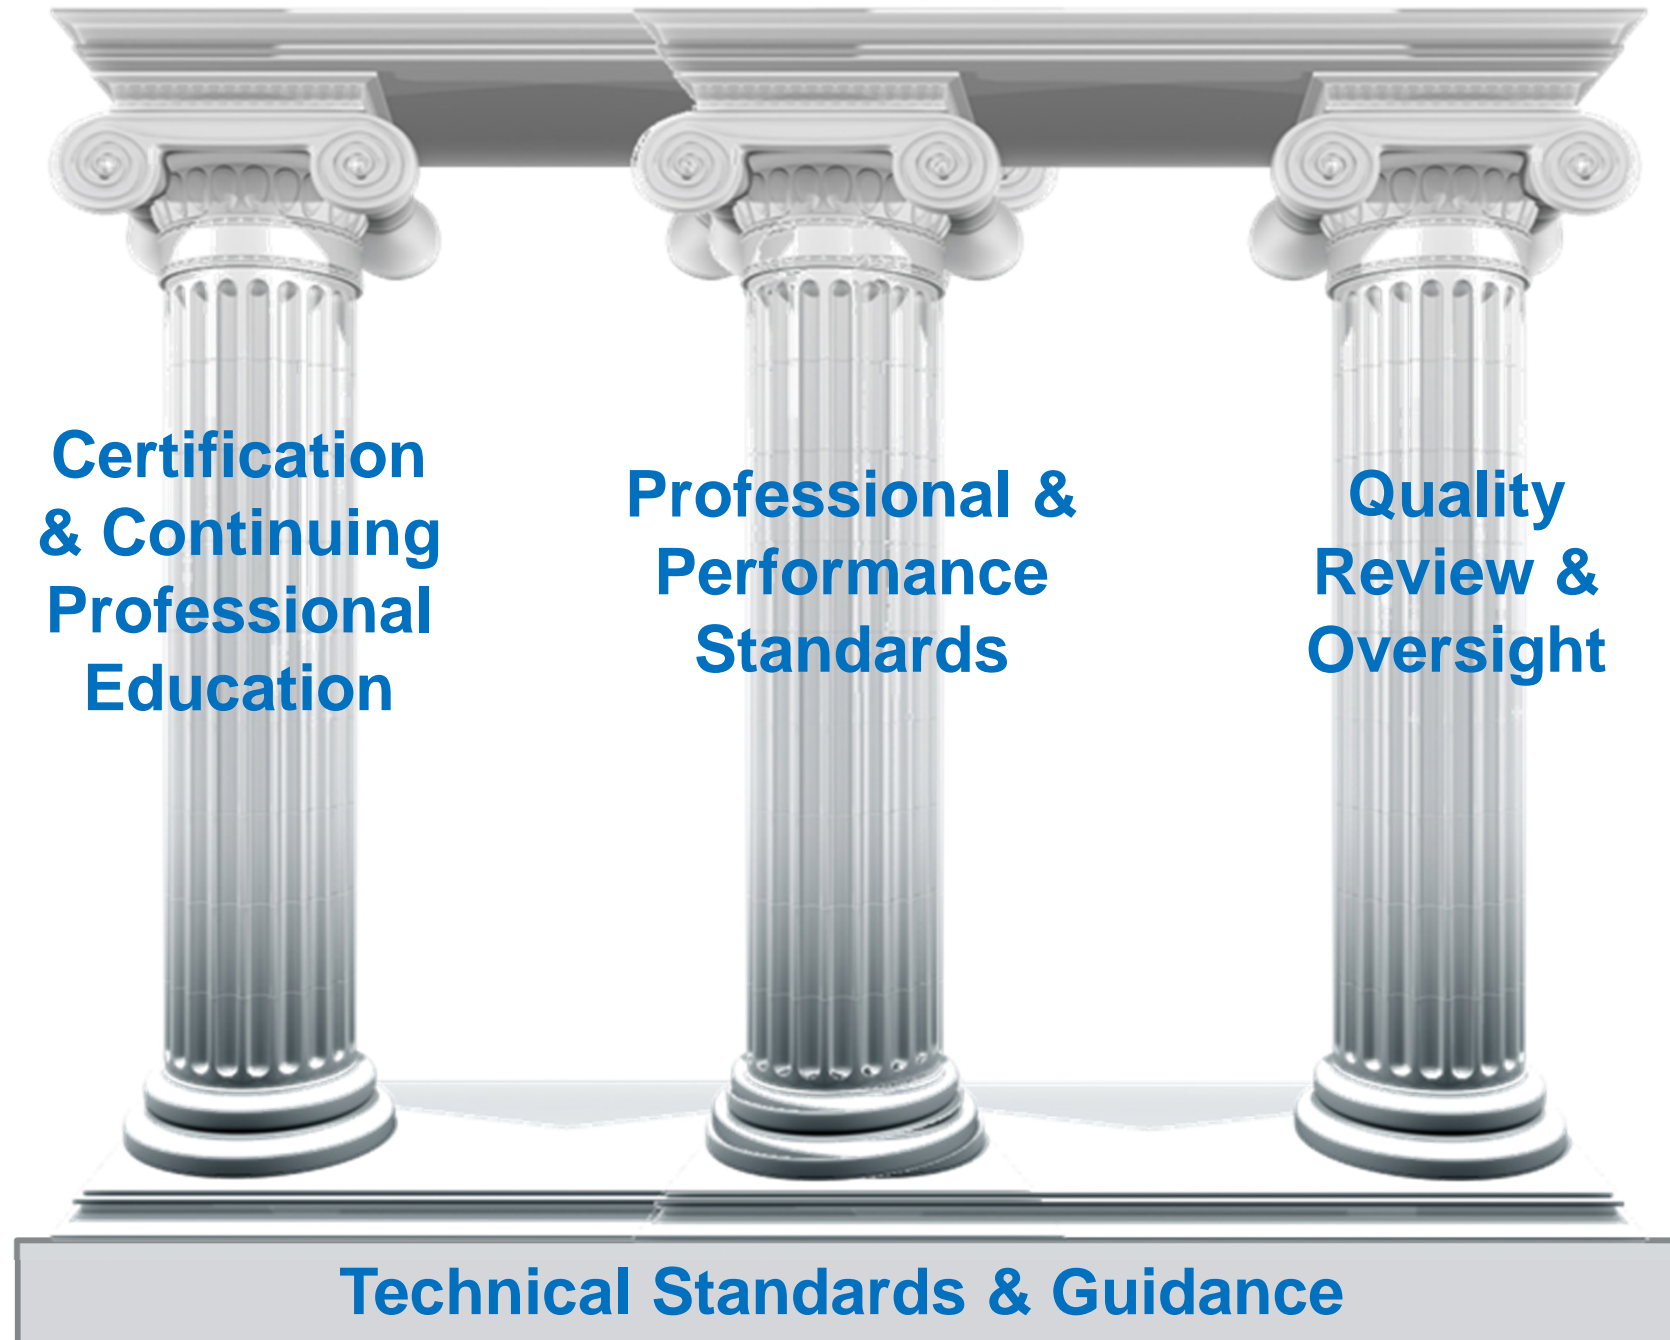 Certification
& Continuing
Professional
Education
Professional &
Performance
Standards
Quality
Review &
Oversight
Technical Standards & Guidance